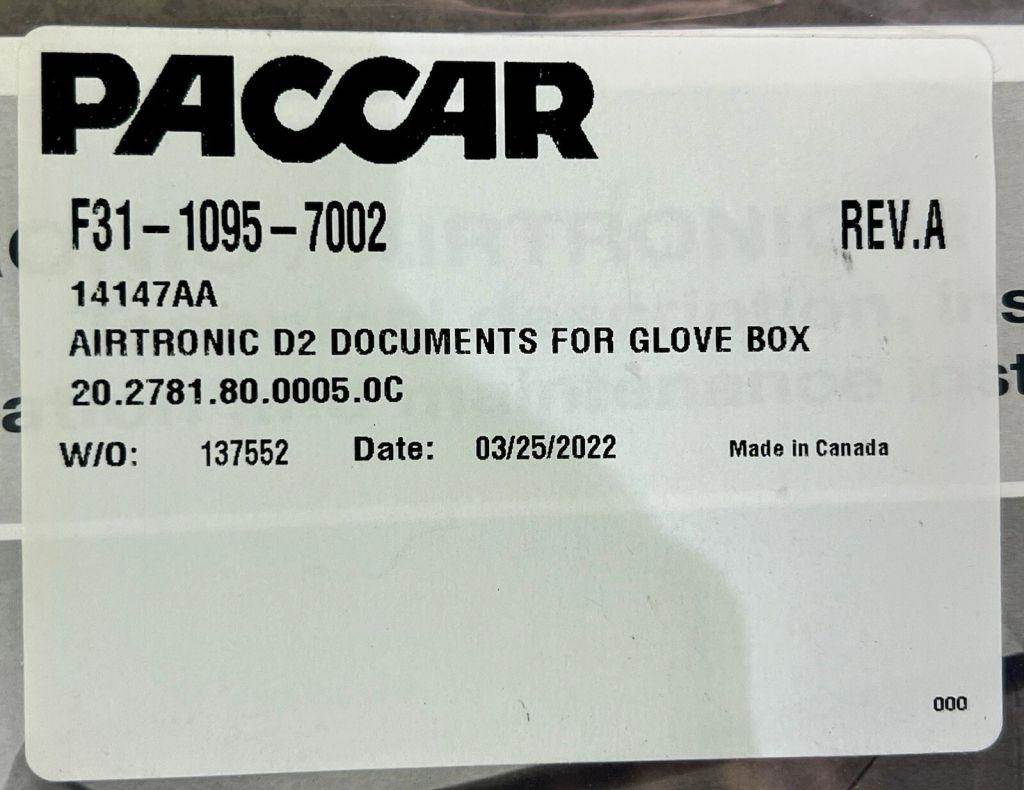 PACCAR
F31-1095-7002 REV.A
14147AA
AIRTRONIC D2 DOCUMENTS FOR GLOVE BOX
20.2781.80.0005.0C
W/O: 137552 Date: 03/25/2022 Made in Canada
000